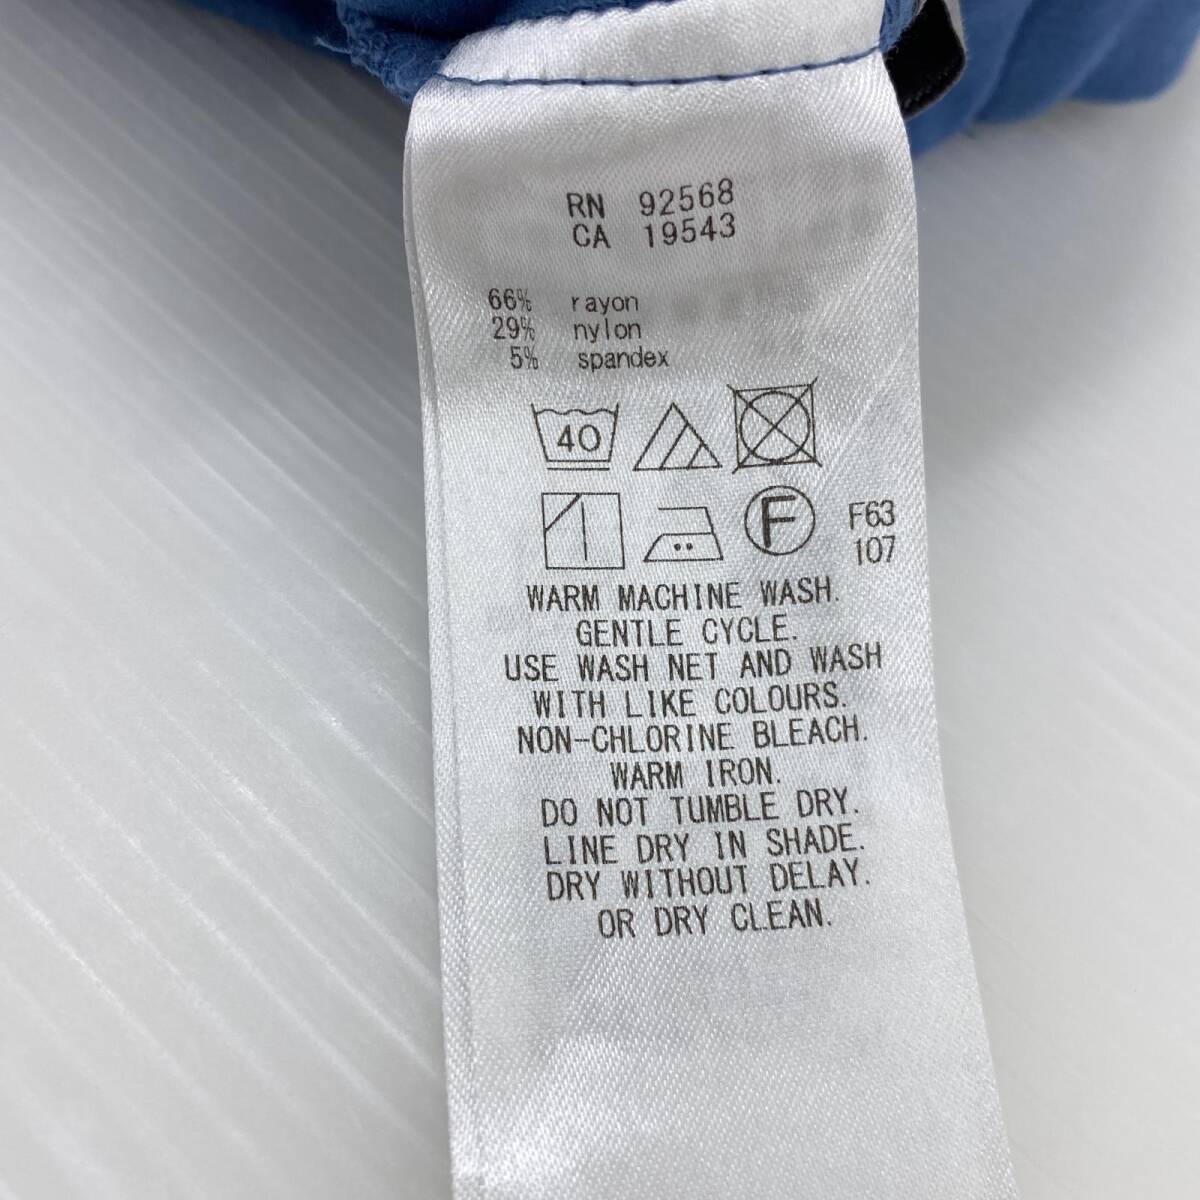 RN 92568
CA 19543
66% rayon
29% nylon
5% spandex
40
F
F63
107
WARM MACHINE WASH.
GENTLE CYCLE.
USE WASH NET AND WASH
WITH LIKE COLOURS.
NON-CHLORINE BLEACH.
WARM IRON.
DO NOT TUMBLE DRY.
LINE DRY IN SHADE.
DRY WITHOUT DELAY.
OR DRY CLEAN.